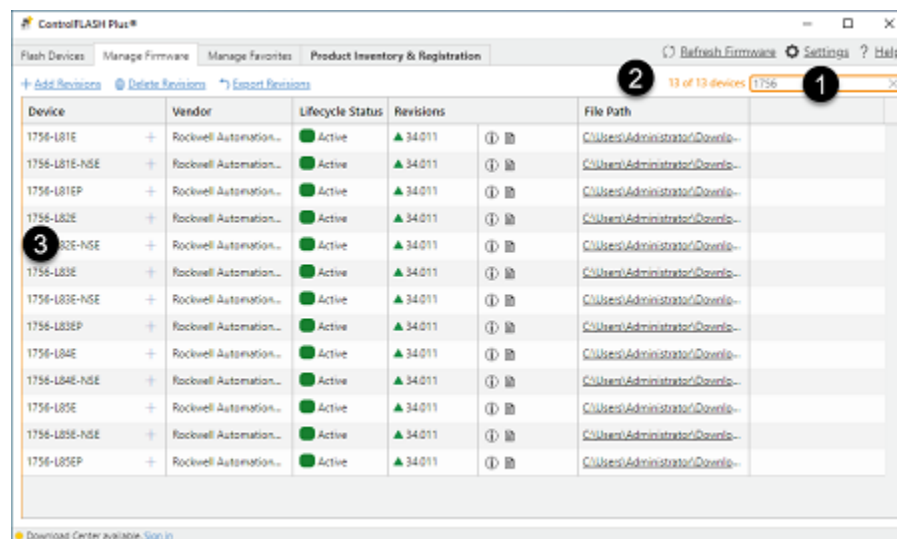 ControlFLASH Plus®
Flash Devices Manage Firmware Manage Favorites Product Inventory & Registration Refresh Firmware Settings ? Help
+ Add Revisions Delete Revisions Export Revisions 2 13 of 13 devices 1756 1 ×
Device Vendor Lifecycle Status Revisions File Path
1756-L81E + Rockwell Automation... Active 34.011 C:\Users\Administrator\Downlo...
1756-L81E-NSE + Rockwell Automation... Active 34.011 C:\Users\Administrator\Downlo...
1756-L81EP + Rockwell Automation... Active 34.011 C:\Users\Administrator\Downlo...
1756-L82E + Rockwell Automation... Active 34.011 C:\Users\Administrator\Downlo...
3 82E-NSE + Rockwell Automation... Active 34.011 C:\Users\Administrator\Downlo...
1756-L83E + Rockwell Automation... Active 34.011 C:\Users\Administrator\Downlo...
1756-L83E-NSE + Rockwell Automation... Active 34.011 C:\Users\Administrator\Downlo...
1756-L83EP + Rockwell Automation... Active 34.011 C:\Users\Administrator\Downlo...
1756-L84E + Rockwell Automation... Active 34.011 C:\Users\Administrator\Downlo...
1756-L84E-NSE + Rockwell Automation... Active 34.011 C:\Users\Administrator\Downlo...
1756-L85E + Rockwell Automation... Active 34.011 C:\Users\Administrator\Downlo...
1756-L85E-NSE + Rockwell Automation... Active 34.011 C:\Users\Administrator\Downlo...
1756-L85EP + Rockwell Automation... Active 34.011 C:\Users\Administrator\Downlo...
Download Center available. Sign in